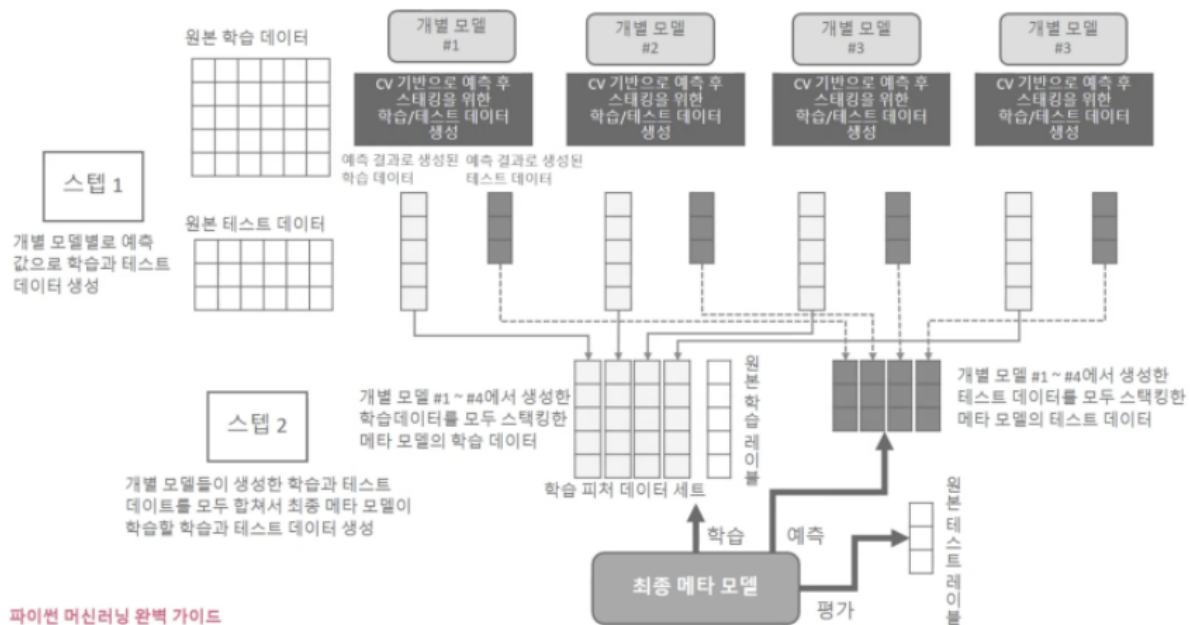 원본 학습 데이터
개별 모델
#1
개별 모델
#2
개별 모델
#3
개별 모델
#3
CV 기반으로 예측 후
스태킹을 위한
학습/테스트 데이터
생성
CV 기반으로 예측 후
스태킹을 위한
학습/테스트 데이터
생성
CV 기반으로 예측 후
스태킹을 위한
학습/테스트 데이터
생성
CV 기반으로 예측 후
스태킹을 위한
학습/테스트 데이터
생성
스텝 1
개별 모델별로 예측
값으로 학습과 테스트
데이터 생성
원본 테스트 데이터
예측 결과로 생성된
학습 데이터
예측 결과로 생성된
테스트 데이터
스텝 2
개별 모델들이 생성한 학습과 테스트
데이트를 모두 합쳐서 최종 메타 모델이
학습할 학습과 테스트 데이터 생성
개별 모델 #1 ~ #4에서 생성한
학습데이터를 모두 스택킹한
메타 모델의 학습 데이터
원본 학습 레이블
학습 피처 데이터 세트
개별 모델 #1 ~ #4에서 생성한
테스트 데이터를 모두 스택킹한
메타 모델의 테스트 데이터
학습
예측
원본 테스트 레이블
최종 메타 모델
평가
파이썬 머신러닝 완벽 가이드